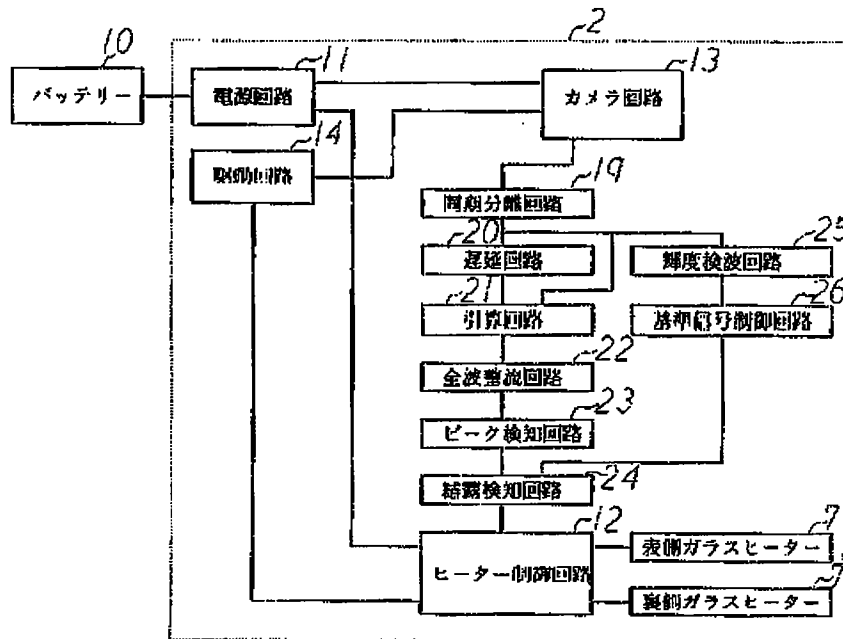 10
2
11
13
バッテリー
電源回路
カメラ回路
14
駆動回路
19
同期分離回路
20
25
遅延回路
輝度検波回路
21
26
引算回路
基準信号制御回路
22
全波整流回路
23
ピーク検知回路
24
結露検知回路
12
7
ヒーター制御回路
表側ガラスヒーター
7
裏側ガラスヒーター